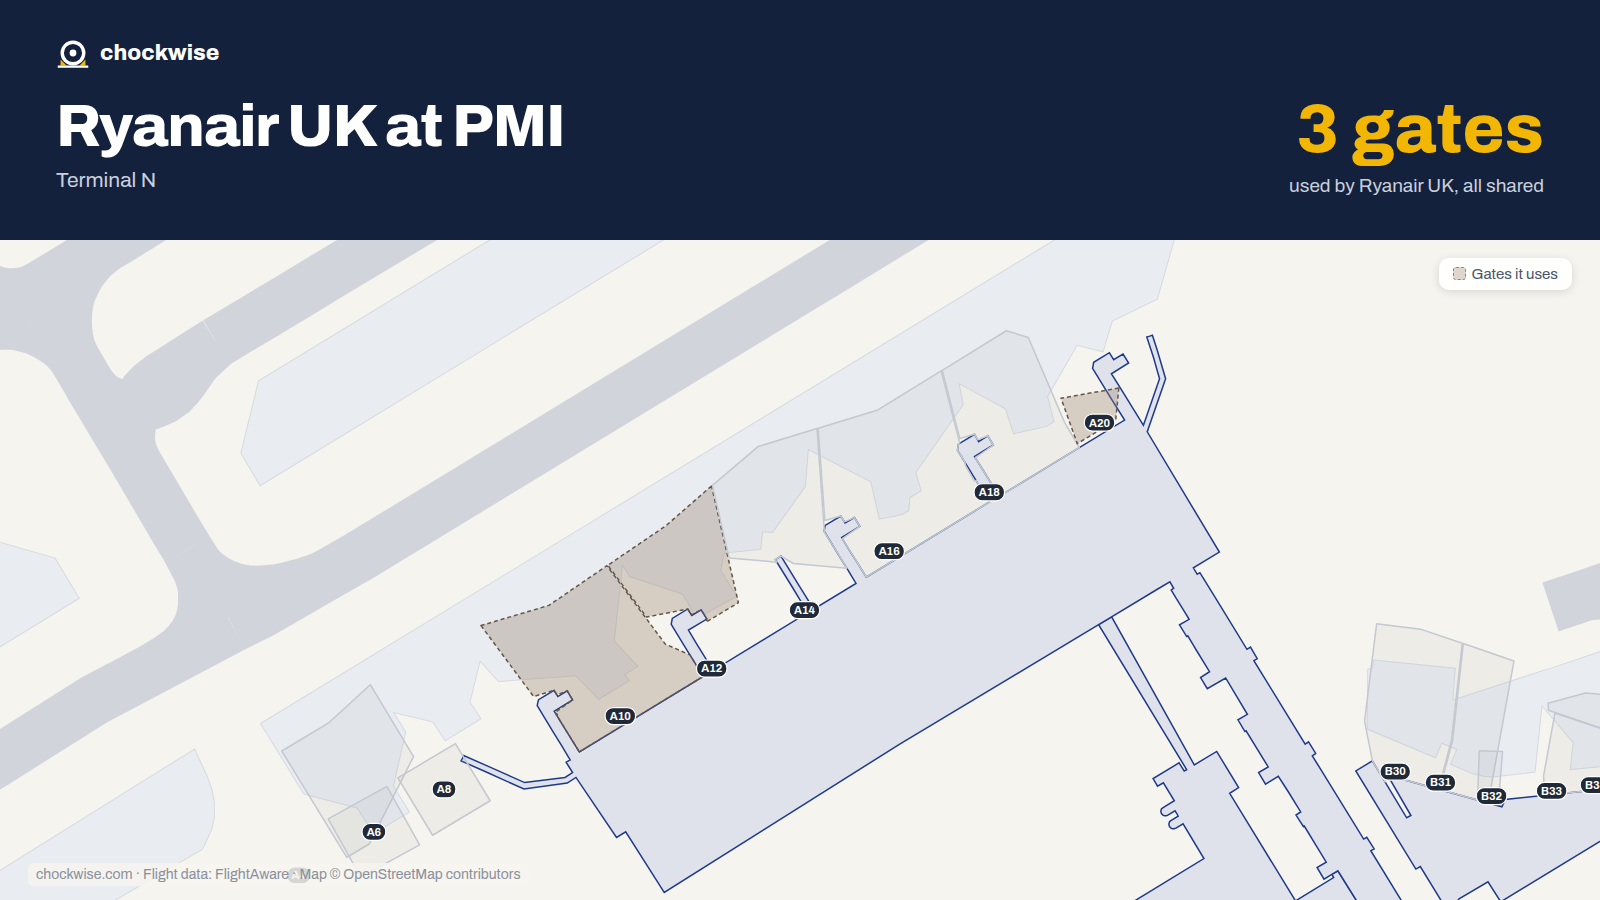 chockwise
Ryanair UK at PMI
Terminal N
3 gates
used by Ryanair UK, all shared
Gates it uses
A20
A18
A16
A14
A12
A10
A8
A6
B30
B31
B32
B33
chockwise.com · Flight data: FlightAware · Map © OpenStreetMap contributors